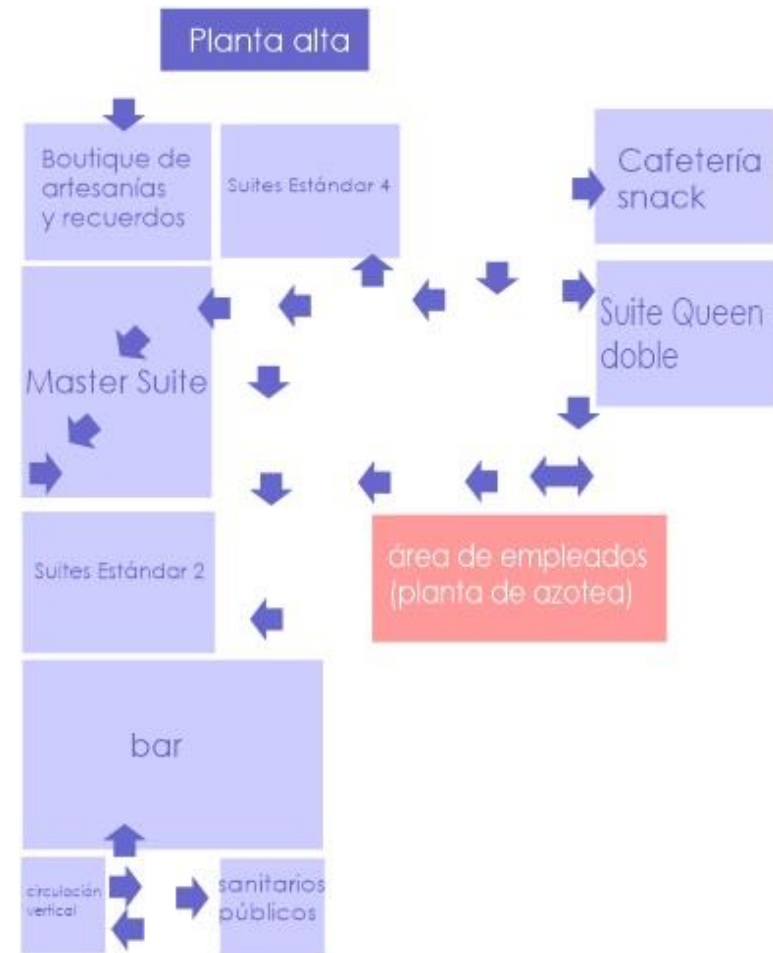 Planta alta
Boutique de
artesanías
y recuerdos
Suites Estándar 4
Cafetería
snack
Suite Queen
doble
Master Suite
Suites Estándar 2
área de empleados
(planta de azotea)
bar
circulación
vertical
sanitarios
públicos